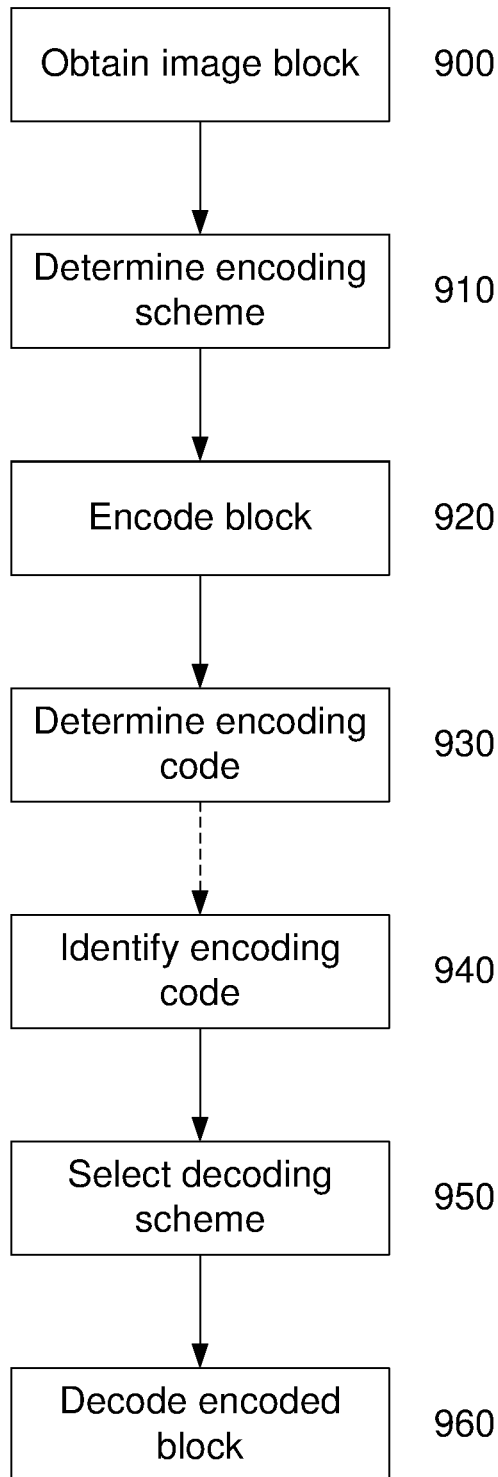 Obtain image block 900
Determine encoding
scheme
910
Encode block 920
Determine encoding
code
930
Identify encoding
code
940
Select decoding
scheme
950
Decode encoded
block
960